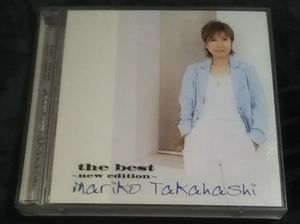 the best
~new edition~
Mariko Takahashi